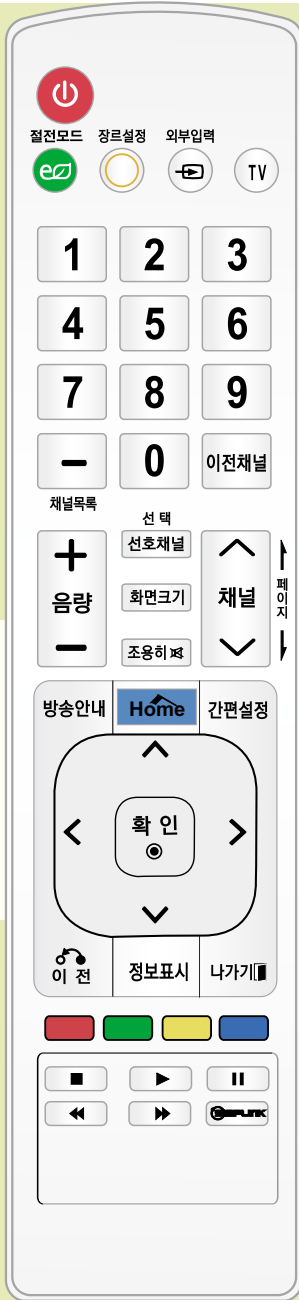 절전모드 장르설정 외부입력
e TV
1 2 3
4 5 6
7 8 9
- 0 이전채널
채널목록
선 택
+ 선호채널
음량 화면크기 채널 페이지
- 조용히
방송안내 Home 간편설정
확 인
이 전 정보표시 나가기